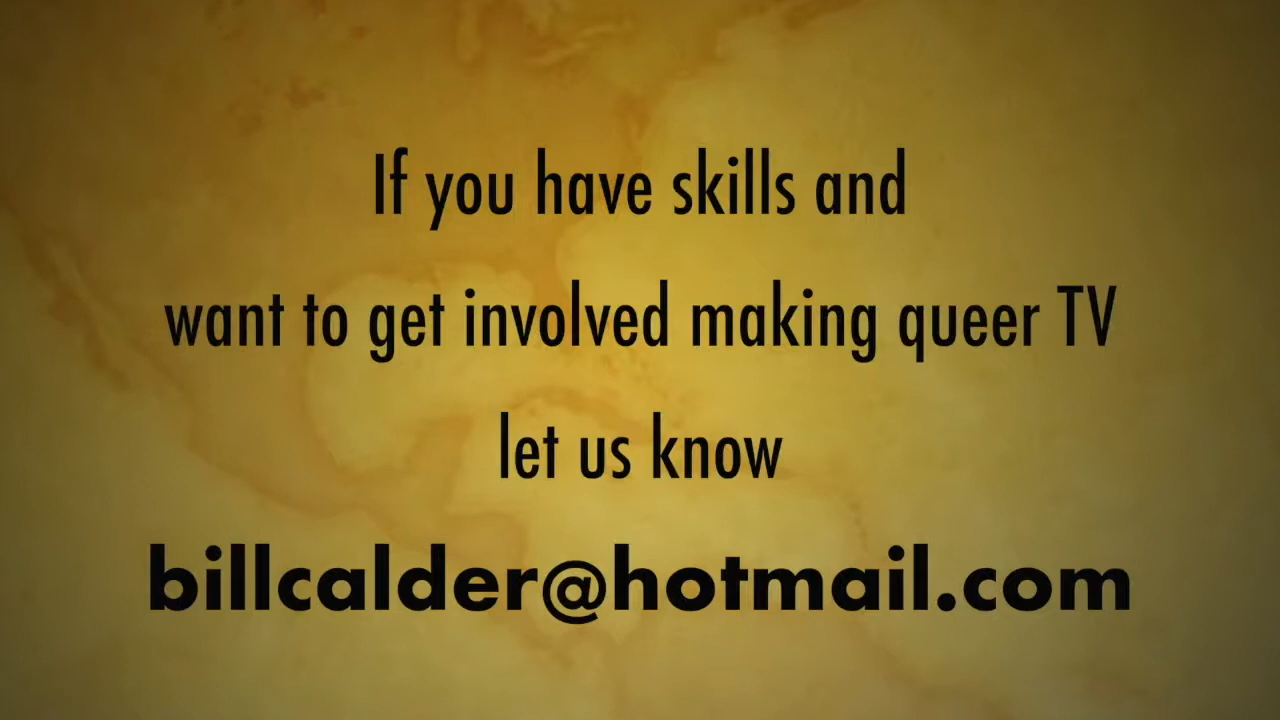 If you have skills and
want to get involved making queer TV
let us know
billcalder@hotmail.com